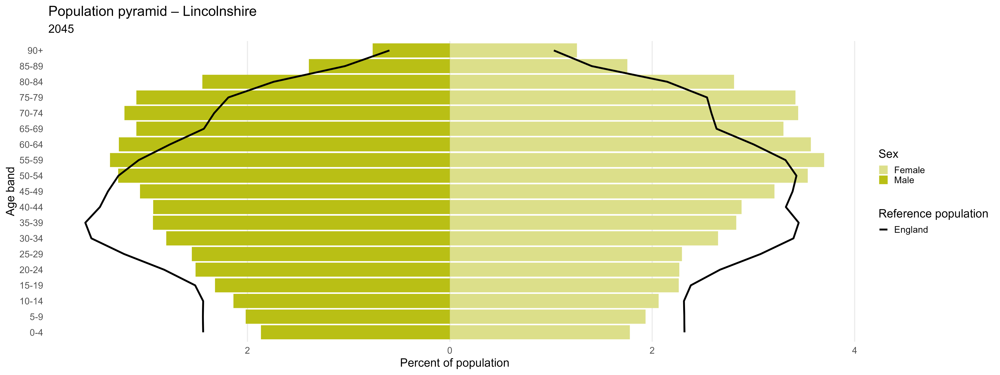 Population pyramid – Lincolnshire
2045
90+
85-89
80-84
75-79
70-74
65-69
60-64
55-59
50-54
45-49
40-44
35-39
30-34
25-29
20-24
15-19
10-14
5-9
0-4
Age band
2 0 2 4
Percent of population
Sex
Female
Male
Reference population
England